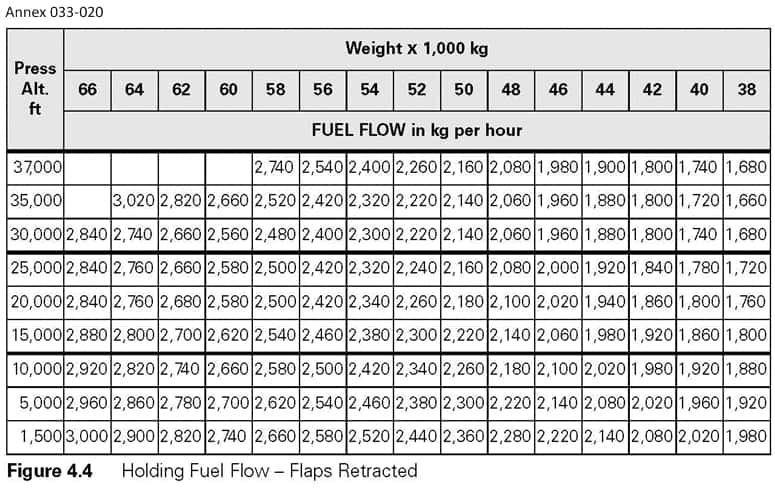 Annex 033-020
Press Alt. ft Weight x 1,000 kg
66 64 62 60 58 56 54 52 50 48 46 44 42 40 38
FUEL FLOW in kg per hour
37,000 2,740 2,540 2,400 2,260 2,160 2,080 1,980 1,900 1,800 1,740 1,680
35,000 3,020 2,820 2,660 2,520 2,420 2,320 2,220 2,140 2,060 1,960 1,880 1,800 1,720 1,660
30,000 2,840 2,740 2,660 2,560 2,480 2,400 2,300 2,220 2,140 2,060 1,960 1,880 1,800 1,740 1,680
25,000 2,840 2,760 2,660 2,580 2,500 2,420 2,320 2,240 2,160 2,080 2,000 1,920 1,840 1,780 1,720
20,000 2,840 2,760 2,680 2,580 2,500 2,420 2,340 2,260 2,180 2,100 2,020 1,940 1,860 1,800 1,760
15,000 2,880 2,800 2,700 2,620 2,540 2,460 2,380 2,300 2,220 2,140 2,060 1,980 1,920 1,860 1,800
10,000 2,920 2,820 2,740 2,660 2,580 2,500 2,420 2,340 2,260 2,180 2,100 2,020 1,980 1,920 1,880
5,000 2,960 2,860 2,780 2,700 2,620 2,540 2,460 2,380 2,300 2,220 2,140 2,080 2,020 1,960 1,920
1,500 3,000 2,900 2,820 2,740 2,660 2,580 2,520 2,440 2,360 2,280 2,220 2,140 2,080 2,020 1,980
Figure 4.4 Holding Fuel Flow – Flaps Retracted